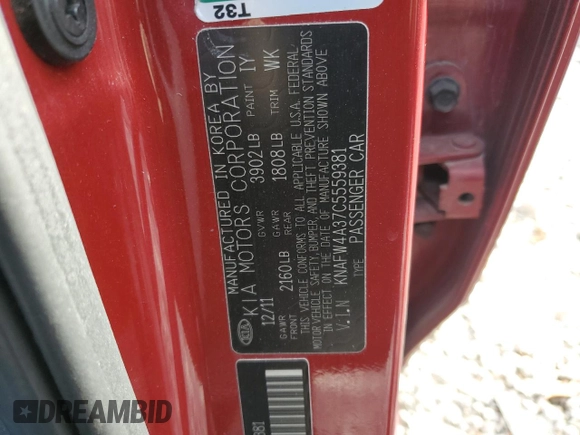 T32
MANUFACTURED IN KOREA BY
KIA KIA MOTORS CORPORATION
12/11 GVWR 3902LB PAINT IY
GAWR FRONT 2160LB GAWR REAR 1808LB TRIM WK
THIS VEHICLE CONFORMS TO ALL APPLICABLE U.S.A. FEDERAL
MOTOR VEHICLE SAFETY, BUMPER, AND THEFT PREVENTION STANDARDS
IN EFFECT ON THE DATE OF MANUFACTURE SHOWN ABOVE
V.I.N KNAFW4A37C5559381
TYPE PASSENGER CAR
DREAMBID